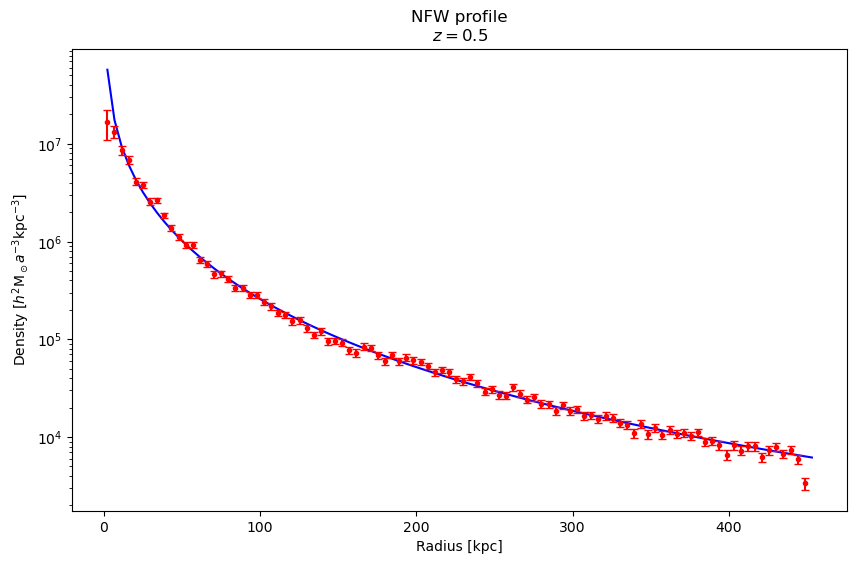 NFW profile
z = 0.5
Density [h²M⊙a⁻³kpc⁻³]
10⁷
10⁶
10⁵
10⁴
0 100 200 300 400
Radius [kpc]